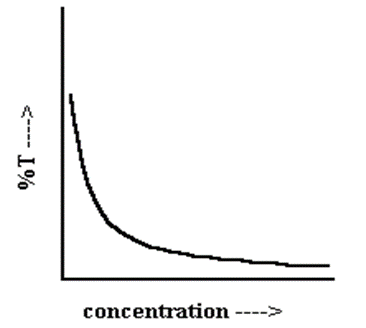 %T ---->
concentration ---->